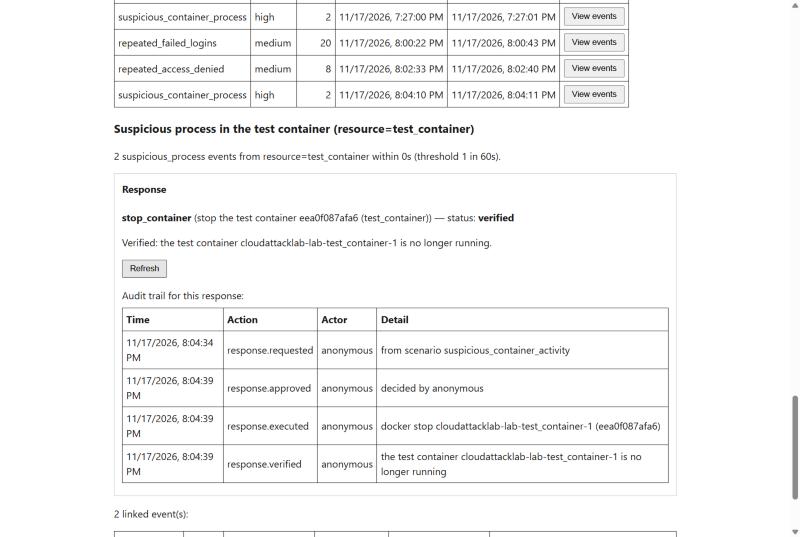 suspicious_container_process high 2 11/17/2026, 7:27:00 PM 11/17/2026, 7:27:01 PM View events
repeated_failed_logins medium 20 11/17/2026, 8:00:22 PM 11/17/2026, 8:00:43 PM View events
repeated_access_denied medium 8 11/17/2026, 8:02:33 PM 11/17/2026, 8:02:40 PM View events
suspicious_container_process high 2 11/17/2026, 8:04:10 PM 11/17/2026, 8:04:11 PM View events
Suspicious process in the test container (resource=test_container)
2 suspicious_process events from resource=test_container within 0s (threshold 1 in 60s).
Response
stop_container (stop the test container eea0f087afa6 (test_container)) — status: verified
Verified: the test container cloudattacklab-lab-test_container-1 is no longer running.
Refresh
Audit trail for this response:
Time Action Actor Detail
11/17/2026, 8:04:34
PM response.requested anonymous from scenario suspicious_container_activity
11/17/2026, 8:04:39
PM response.approved anonymous decided by anonymous
11/17/2026, 8:04:39
PM response.executed anonymous docker stop cloudattacklab-lab-test_container-1 (eea0f087afa6)
11/17/2026, 8:04:39
PM response.verified anonymous the test container cloudattacklab-lab-test_container-1 is no
longer running
2 linked event(s):